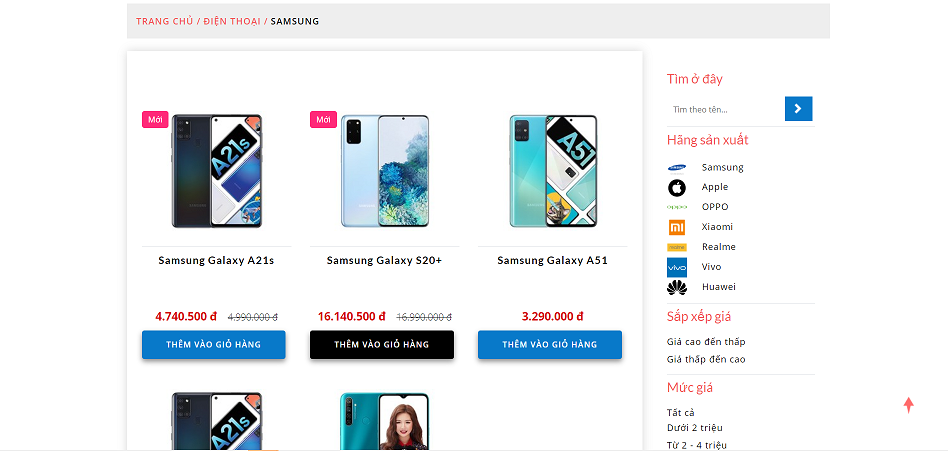 TRANG CHỦ / ĐIỆN THOẠI / SAMSUNG
Mới
A21s
Mới
A51
Samsung Galaxy A21s
Samsung Galaxy S20+
Samsung Galaxy A51
4.740.500 đ 4.990.000 đ
16.140.500 đ 16.990.000 đ
3.290.000 đ
THÊM VÀO GIỎ HÀNG
THÊM VÀO GIỎ HÀNG
THÊM VÀO GIỎ HÀNG
A21s
Tìm ở đây
Tìm theo tên...
Hãng sản xuất
Samsung
Apple
oppo OPPO
mi Xiaomi
realme Realme
vivo Vivo
Huawei
Sắp xếp giá
Giá cao đến thấp
Giá thấp đến cao
Mức giá
Tất cả
Dưới 2 triệu
Từ 2 - 4 triệu